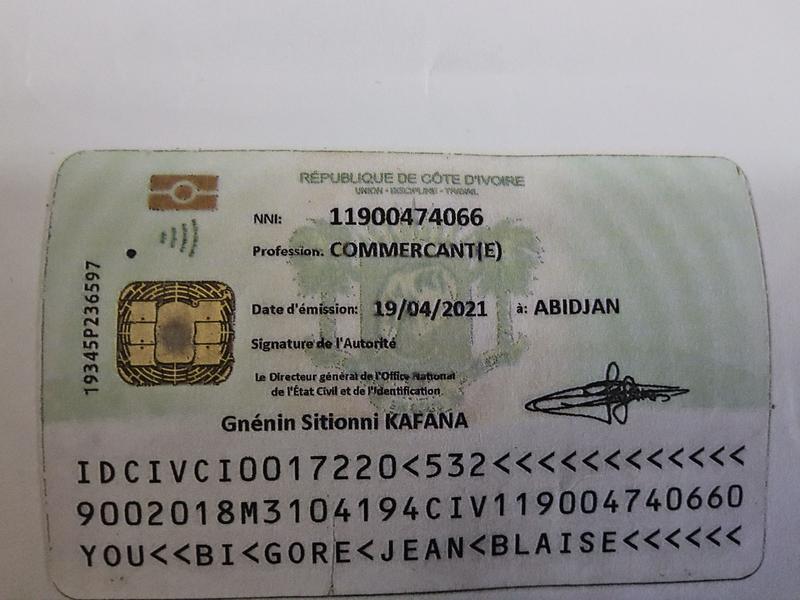 RÉPUBLIQUE DE CÔTE D'IVOIRE
UNION - DISCIPLINE - TRAVAIL
NNI: 11900474066
Profession: COMMERCANT(E)
19345P236597
Date d'émission: 19/04/2021 à: ABIDJAN
Signature de l'Autorité
Le Directeur général de l'Office National
de l'État Civil et de l'Identification
Gnénin Sitionni KAFANA
IDCIVCI0017220<532<<<<<<<<<<<<
9002018M3104194CIV119004740660
YOU<<BI<GORE<JEAN<BLAISE<<<<<<